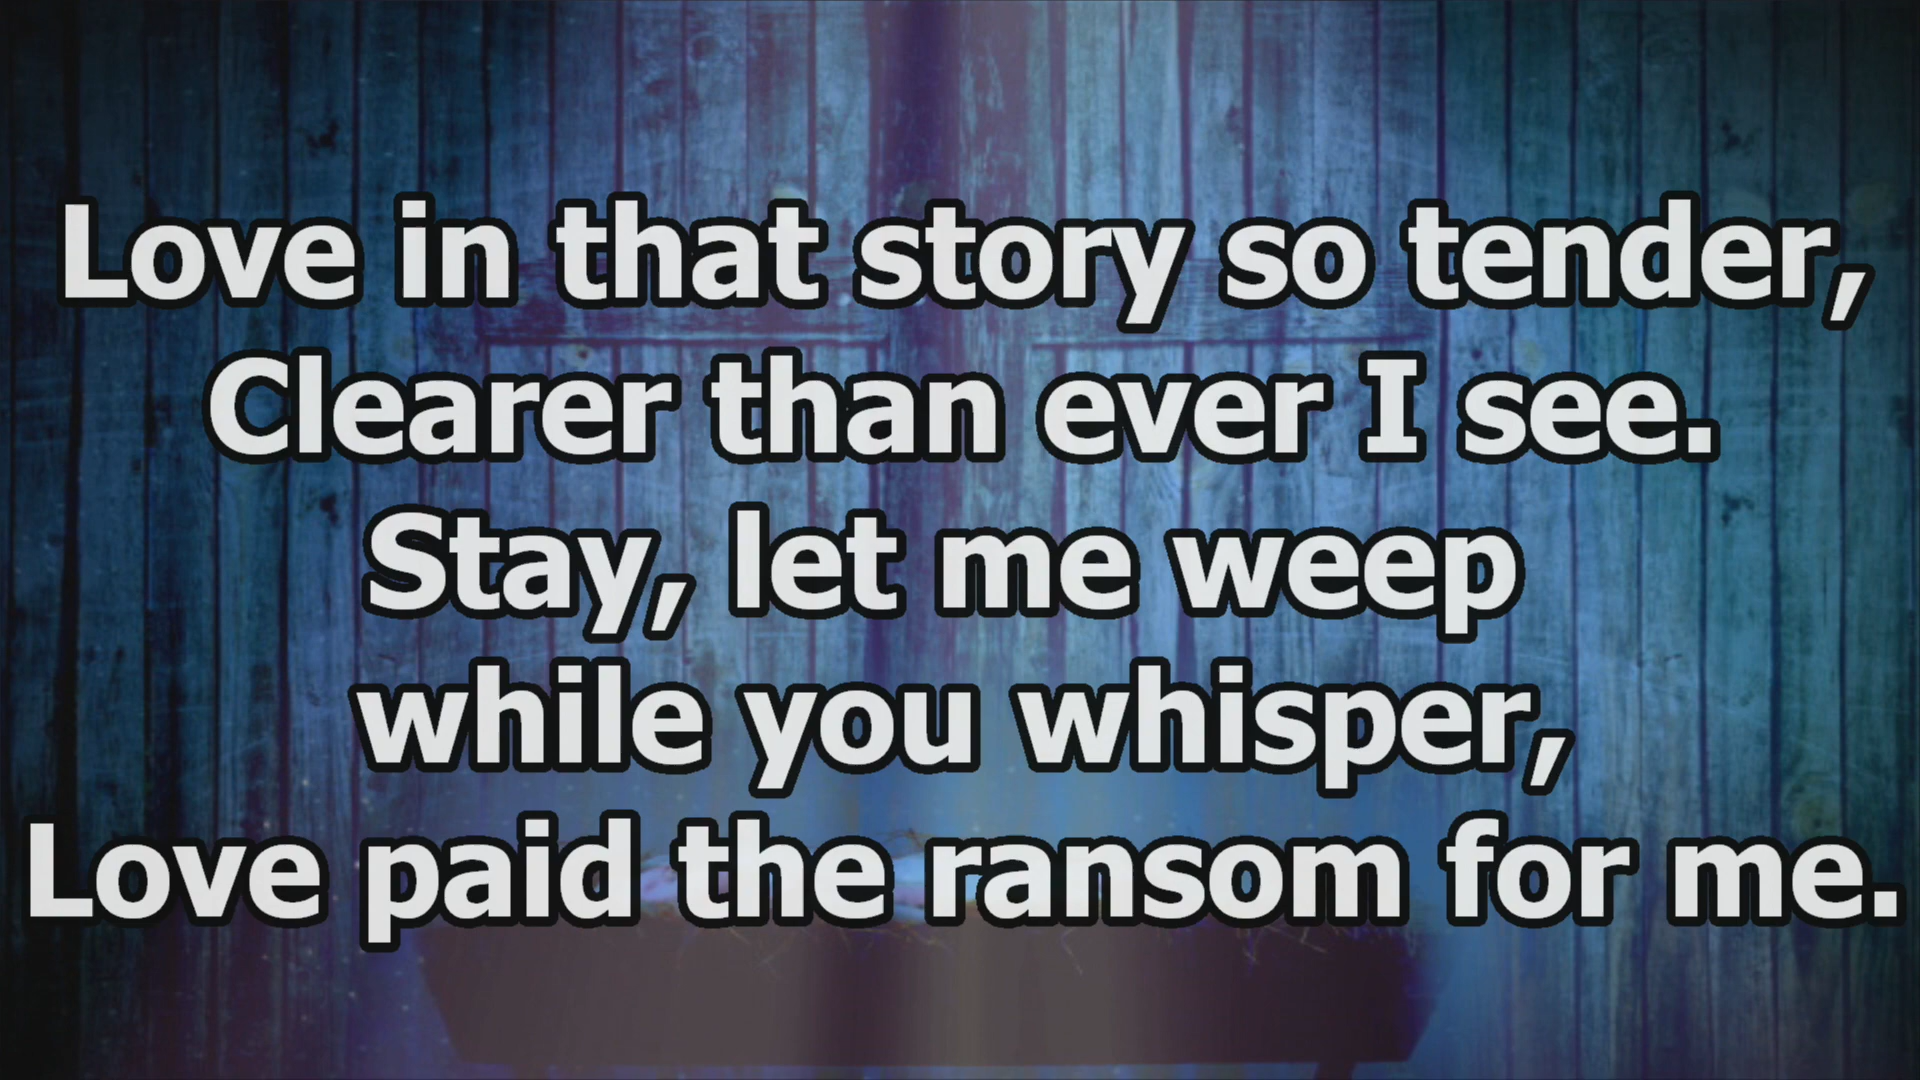 Love in that story so tender,
Clearer than ever I see.
Stay, let me weep
while you whisper,
Love paid the ransom for me.